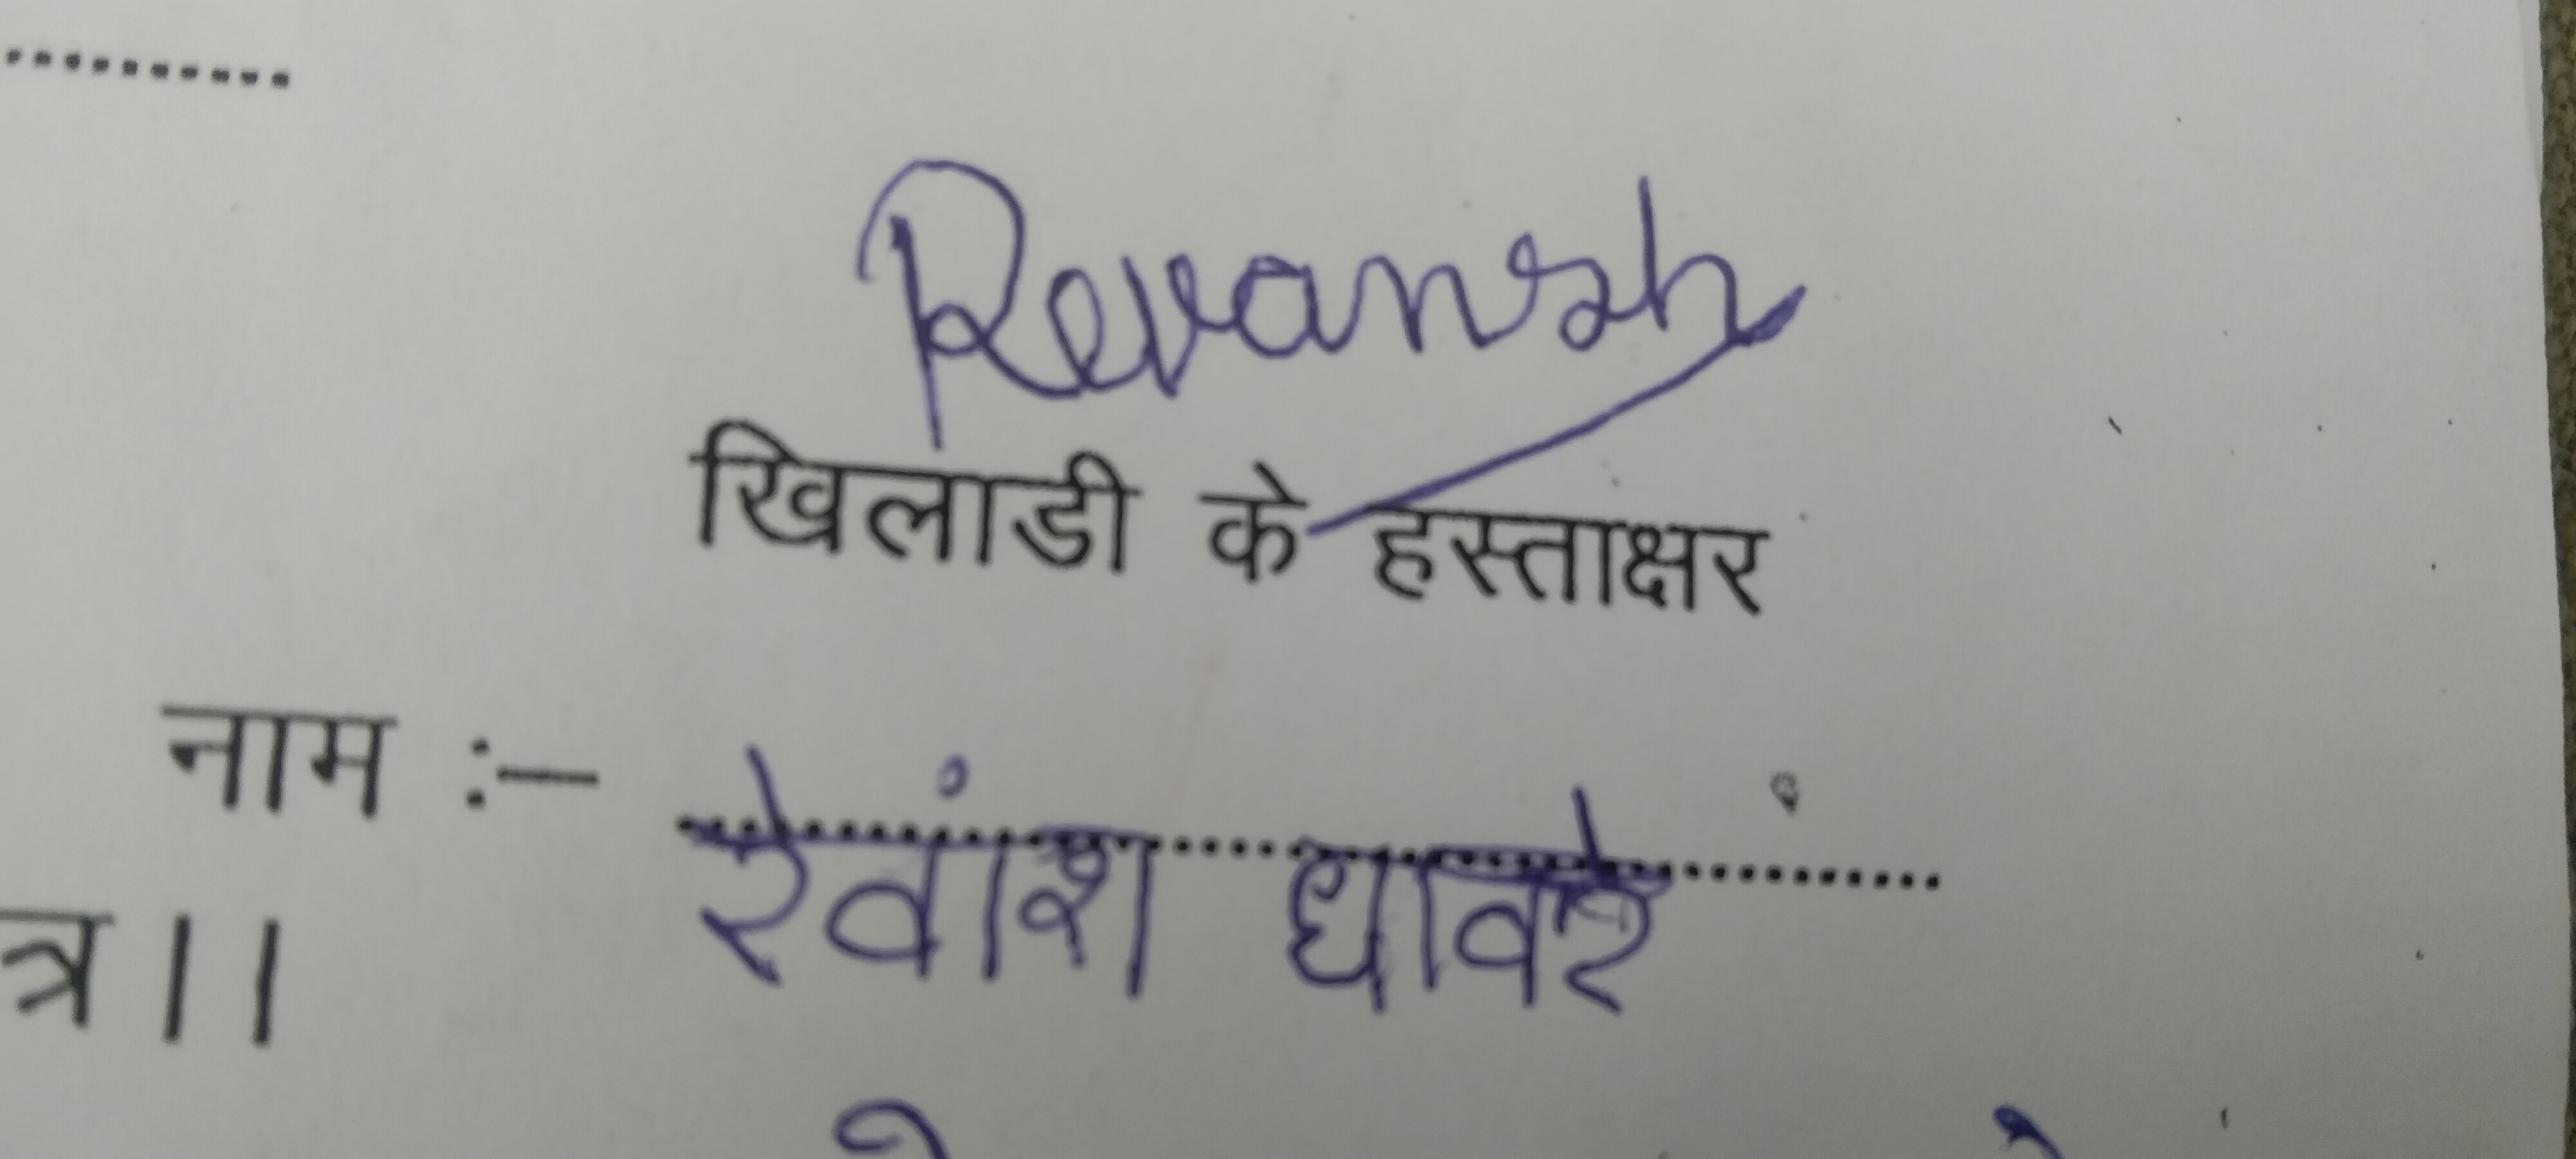 ..........
Revansh
खिलाडी के हस्ताक्षर
नाम :– रेवांश धावरे
त्र ।।